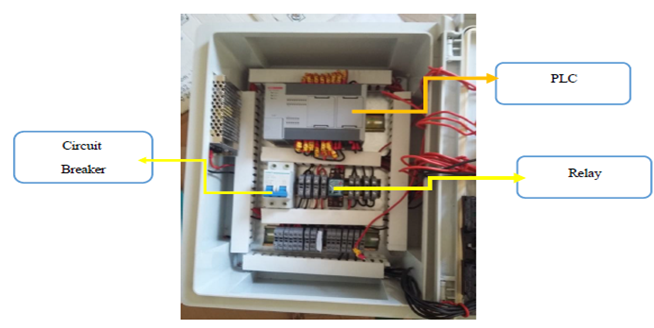 PLC
Circuit
Breaker
Relay